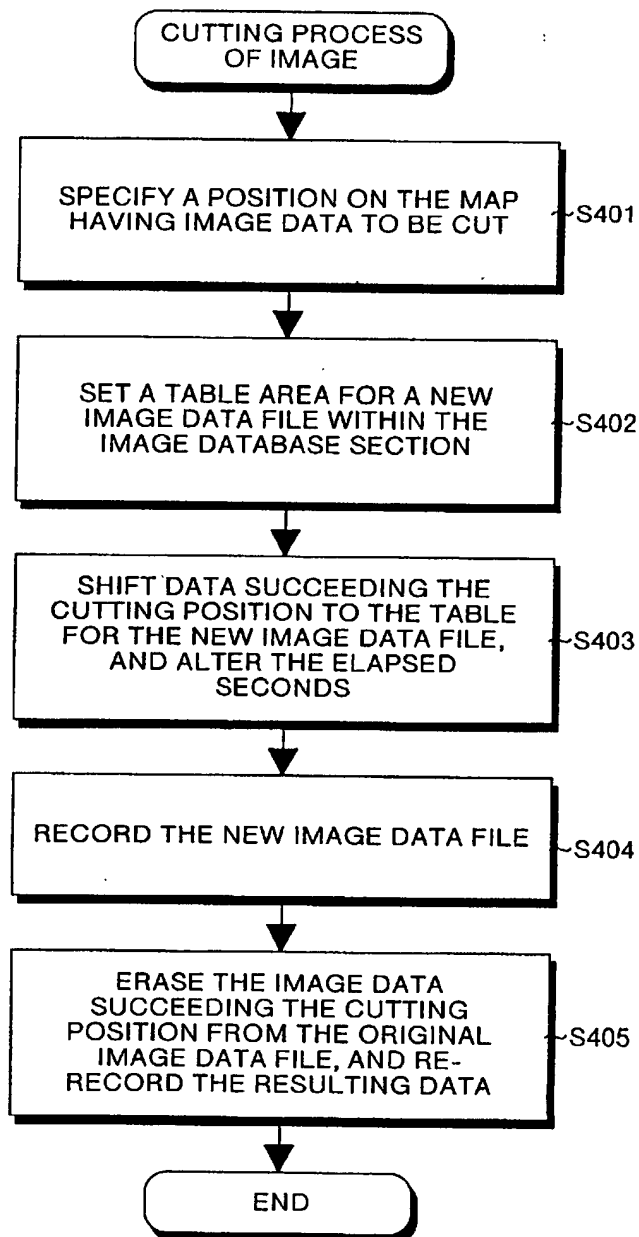 CUTTING PROCESS
OF IMAGE
SPECIFY A POSITION ON THE MAP
HAVING IMAGE DATA TO BE CUT
S401
SET A TABLE AREA FOR A NEW
IMAGE DATA FILE WITHIN THE
IMAGE DATABASE SECTION
S402
SHIFT DATA SUCCEEDING THE
CUTTING POSITION TO THE TABLE
FOR THE NEW IMAGE DATA FILE,
AND ALTER THE ELAPSED
SECONDS
S403
RECORD THE NEW IMAGE DATA FILE
S404
ERASE THE IMAGE DATA
SUCCEEDING THE CUTTING
POSITION FROM THE ORIGINAL
IMAGE DATA FILE, AND RE-
RECORD THE RESULTING DATA
S405
END